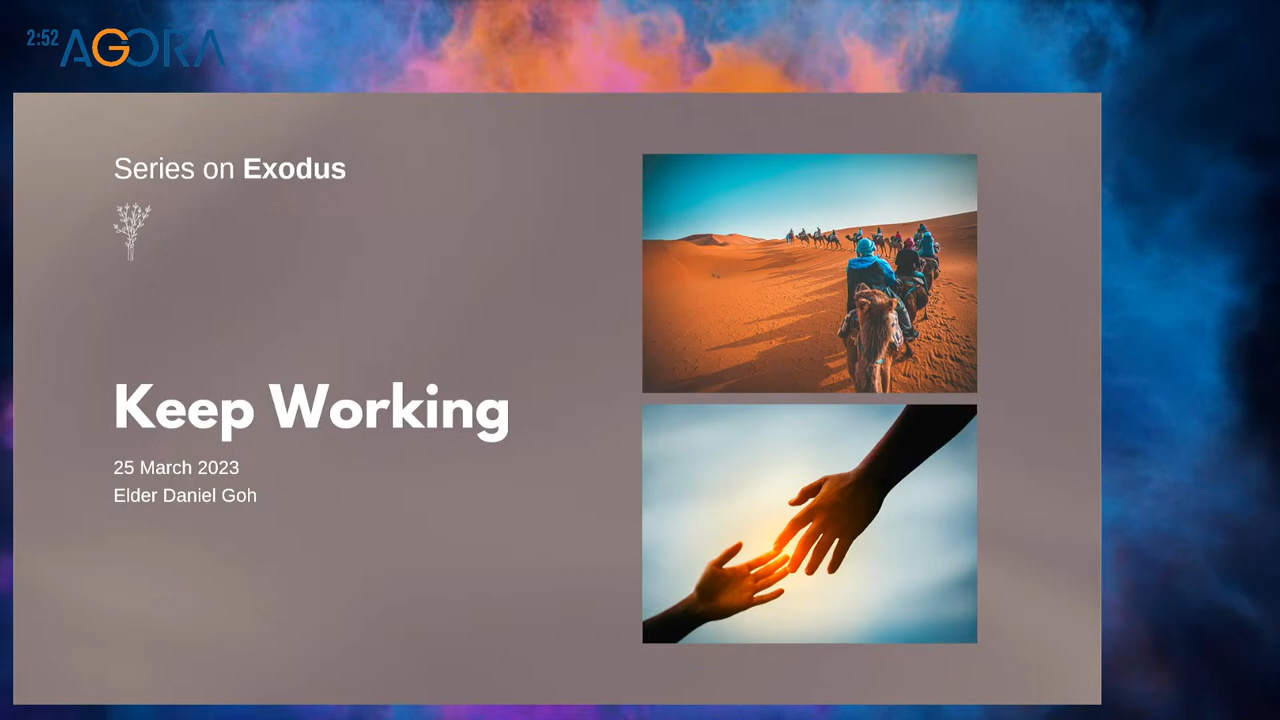 2:52 AGORA
Series on Exodus
Keep Working
25 March 2023
Elder Daniel Goh